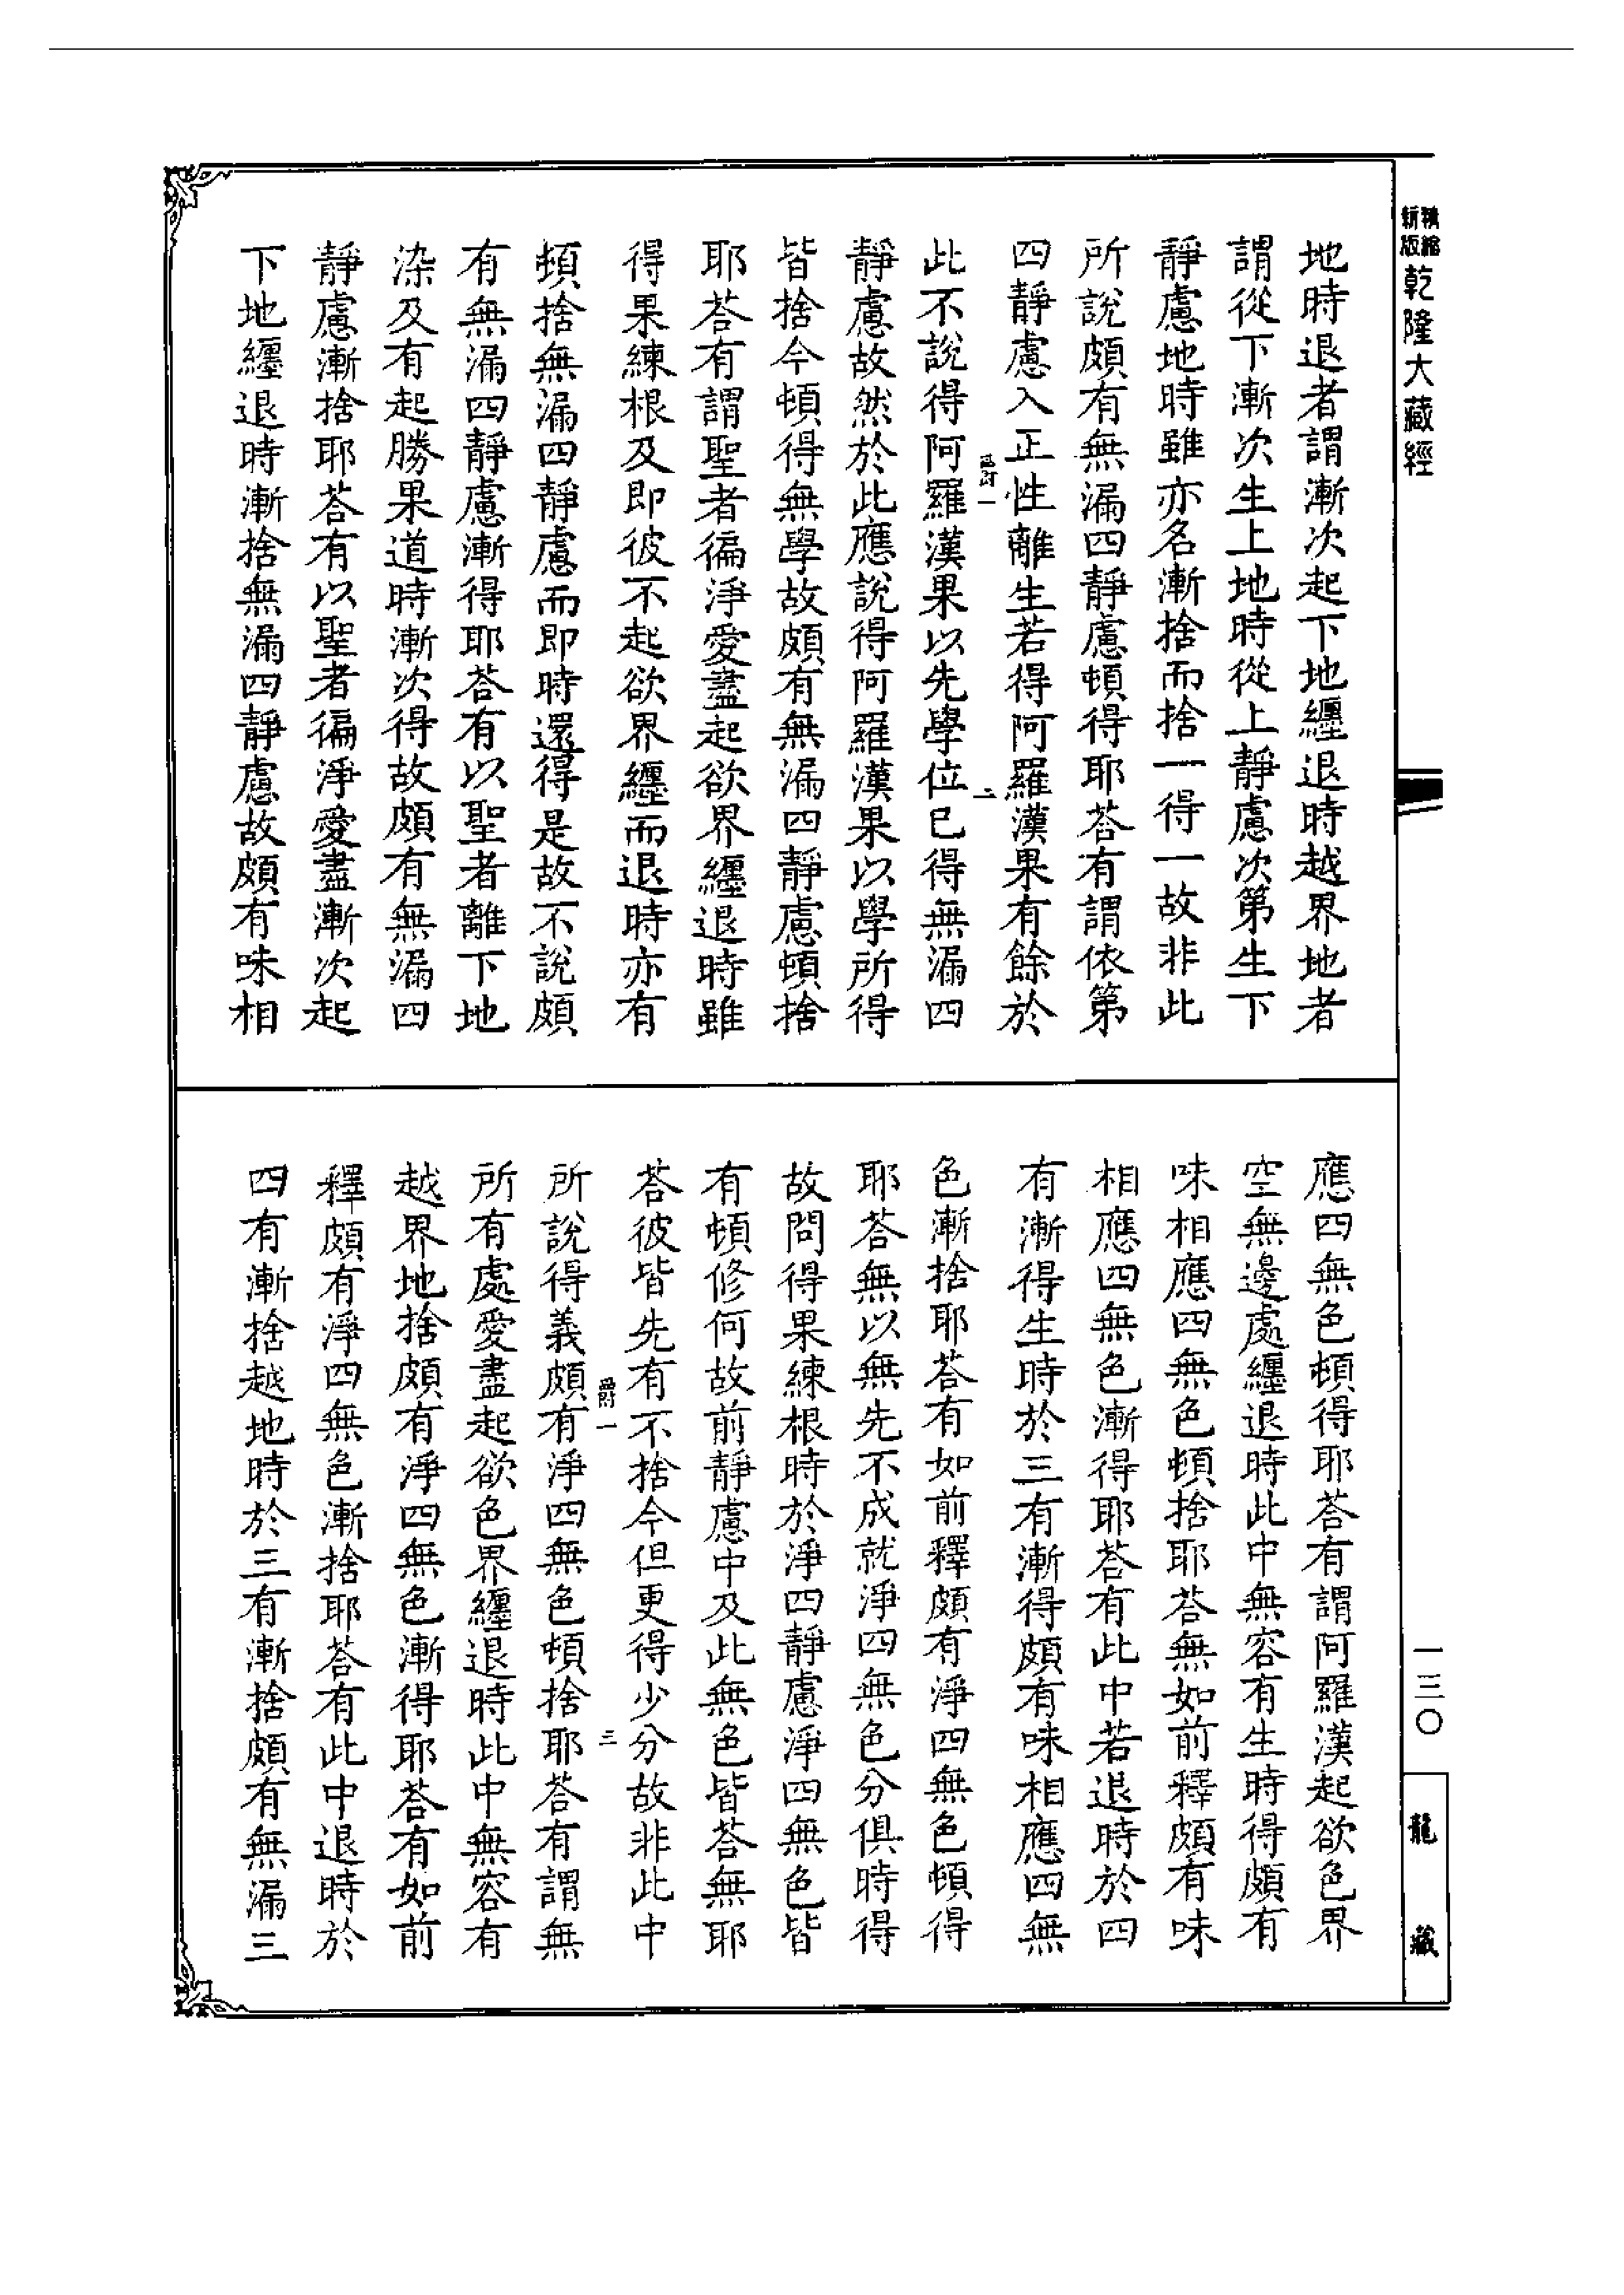 精縮
新版
乾隆大藏經
地時退者謂漸次起下地纏退時越界地者
謂從下漸次生上地時從上靜慮次第生下
靜慮地時雖亦名漸捨而捨一得一故非此
所說頗有無漏四靜慮頓得耶荅有謂依第
四靜慮入正性離生若得阿羅漢果有餘於
此不說得阿羅漢果以先學位已得無漏四
靜慮故然於此應說得阿羅漢果以學所得
皆捨今頓得無學故頗有無漏四靜慮頓捨
耶荅有謂聖者徧淨愛盡起欲界纏退時雖
得果練根及即彼不起欲界纏而退時亦有
頓捨無漏四靜慮而即時還得是故不說頗
有無漏四靜慮漸得耶荅有以聖者離下地
染及有起勝果道時漸次得故頗有無漏四
靜慮漸捨耶荅有以聖者徧淨愛盡漸次起
下地纏退時漸捨無漏四靜慮故頗有味相
應四無色頓得耶荅有謂阿羅漢起欲色界
空無邊處纏退時此中無容有生時得頗有
味相應四無色頓捨耶荅無如前釋頗有味
相應四無色漸得耶荅有此中若退時於四
有漸得生時於三有漸得頗有味相應四無
色漸捨耶荅有如前釋頗有淨四無色頓得
耶荅無以無先不成就淨四無色分俱時得
故問得果練根時於淨四靜慮淨四無色皆
有頓修何故前靜慮中及此無色皆荅無耶
荅彼皆先有不捨今但更得少分故非此中
所說得義頗有淨四無色頓捨耶荅有謂無
所有處愛盡起欲色界纏退時此中無容有
越界地捨頗有淨四無色漸得耶荅有如前
釋頗有淨四無色漸捨耶荅有此中退時於
四有漸捨越地時於三有漸捨頗有無漏三
一三〇
龍藏